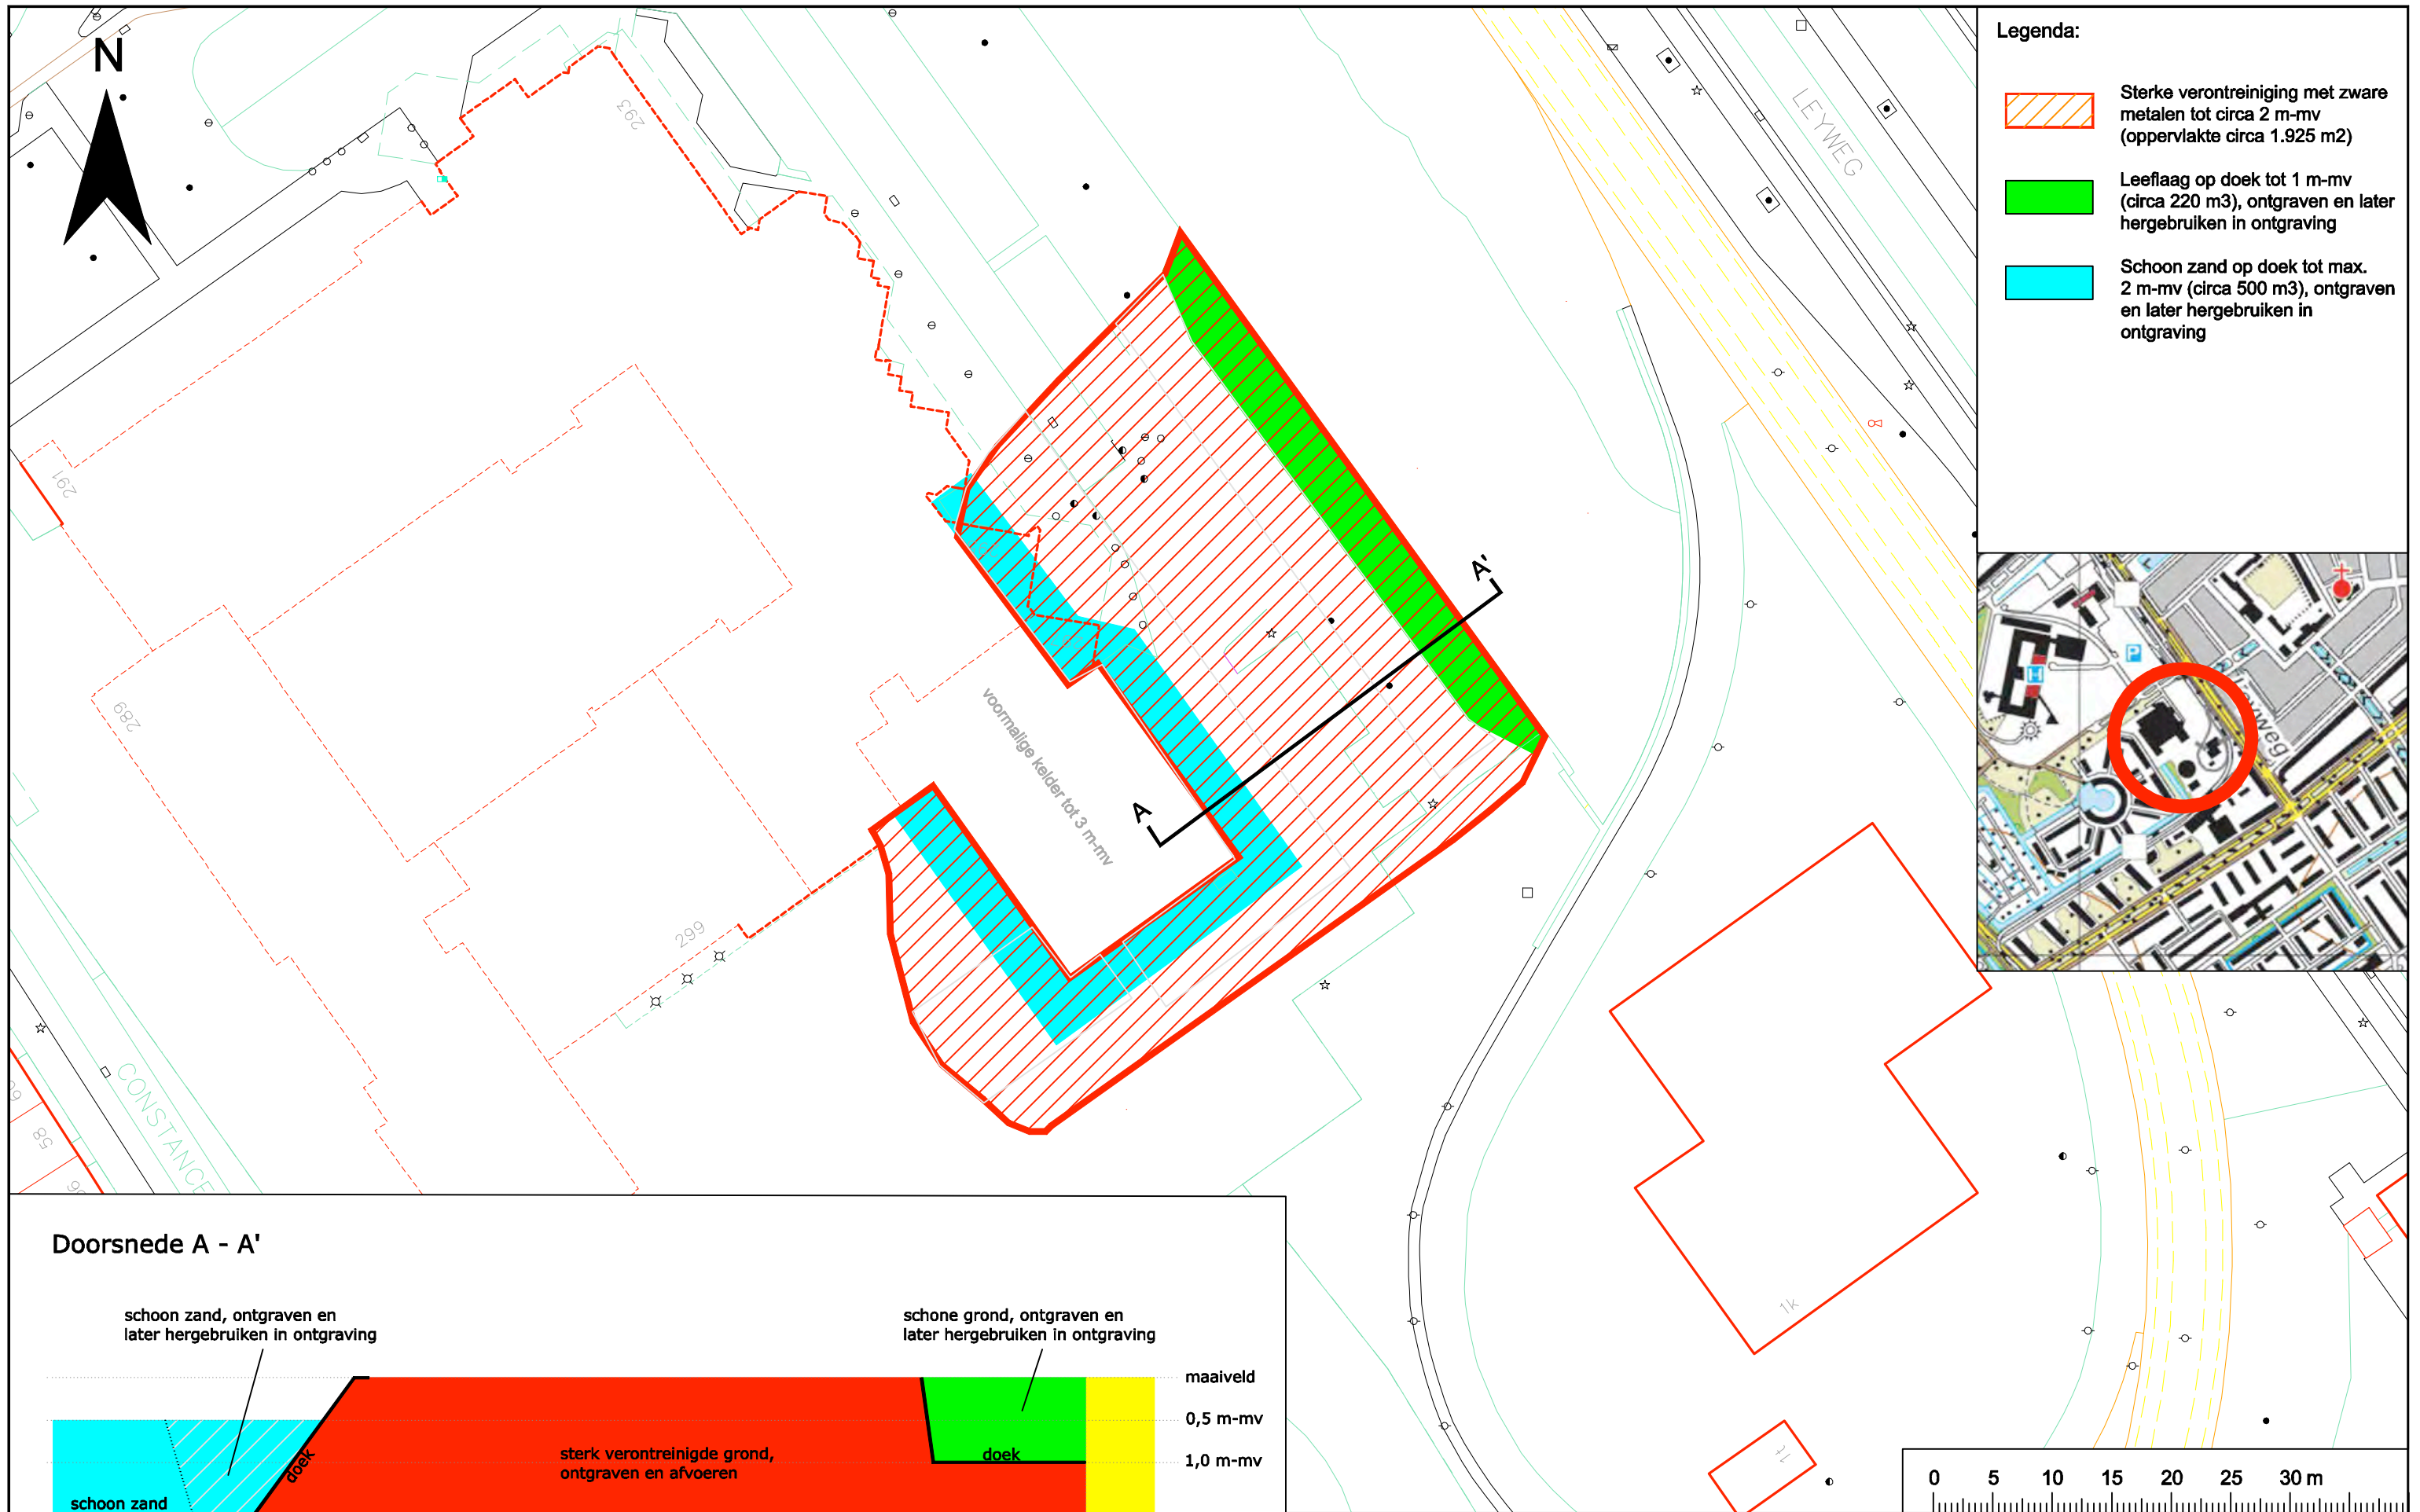 N
293
LEYWEG
291
289
299
voormalige kelder tot 3 m-mv
A
A'
CONSTANCE
58
1k
1t
Legenda:
Sterke verontreiniging met zware
metalen tot circa 2 m-mv
(oppervlakte circa 1.925 m2)
Leeflaag op doek tot 1 m-mv
(circa 220 m3), ontgraven en later
hergebruiken in ontgraving
Schoon zand op doek tot max.
2 m-mv (circa 500 m3), ontgraven
en later hergebruiken in
ontgraving
P
H
Doorsnede A - A'
schoon zand, ontgraven en
later hergebruiken in ontgraving
schone grond, ontgraven en
later hergebruiken in ontgraving
maaiveld
0,5 m-mv
1,0 m-mv
doek
sterk verontreinigde grond,
ontgraven en afvoeren
doek
schoon zand
0 5 10 15 20 25 30 m